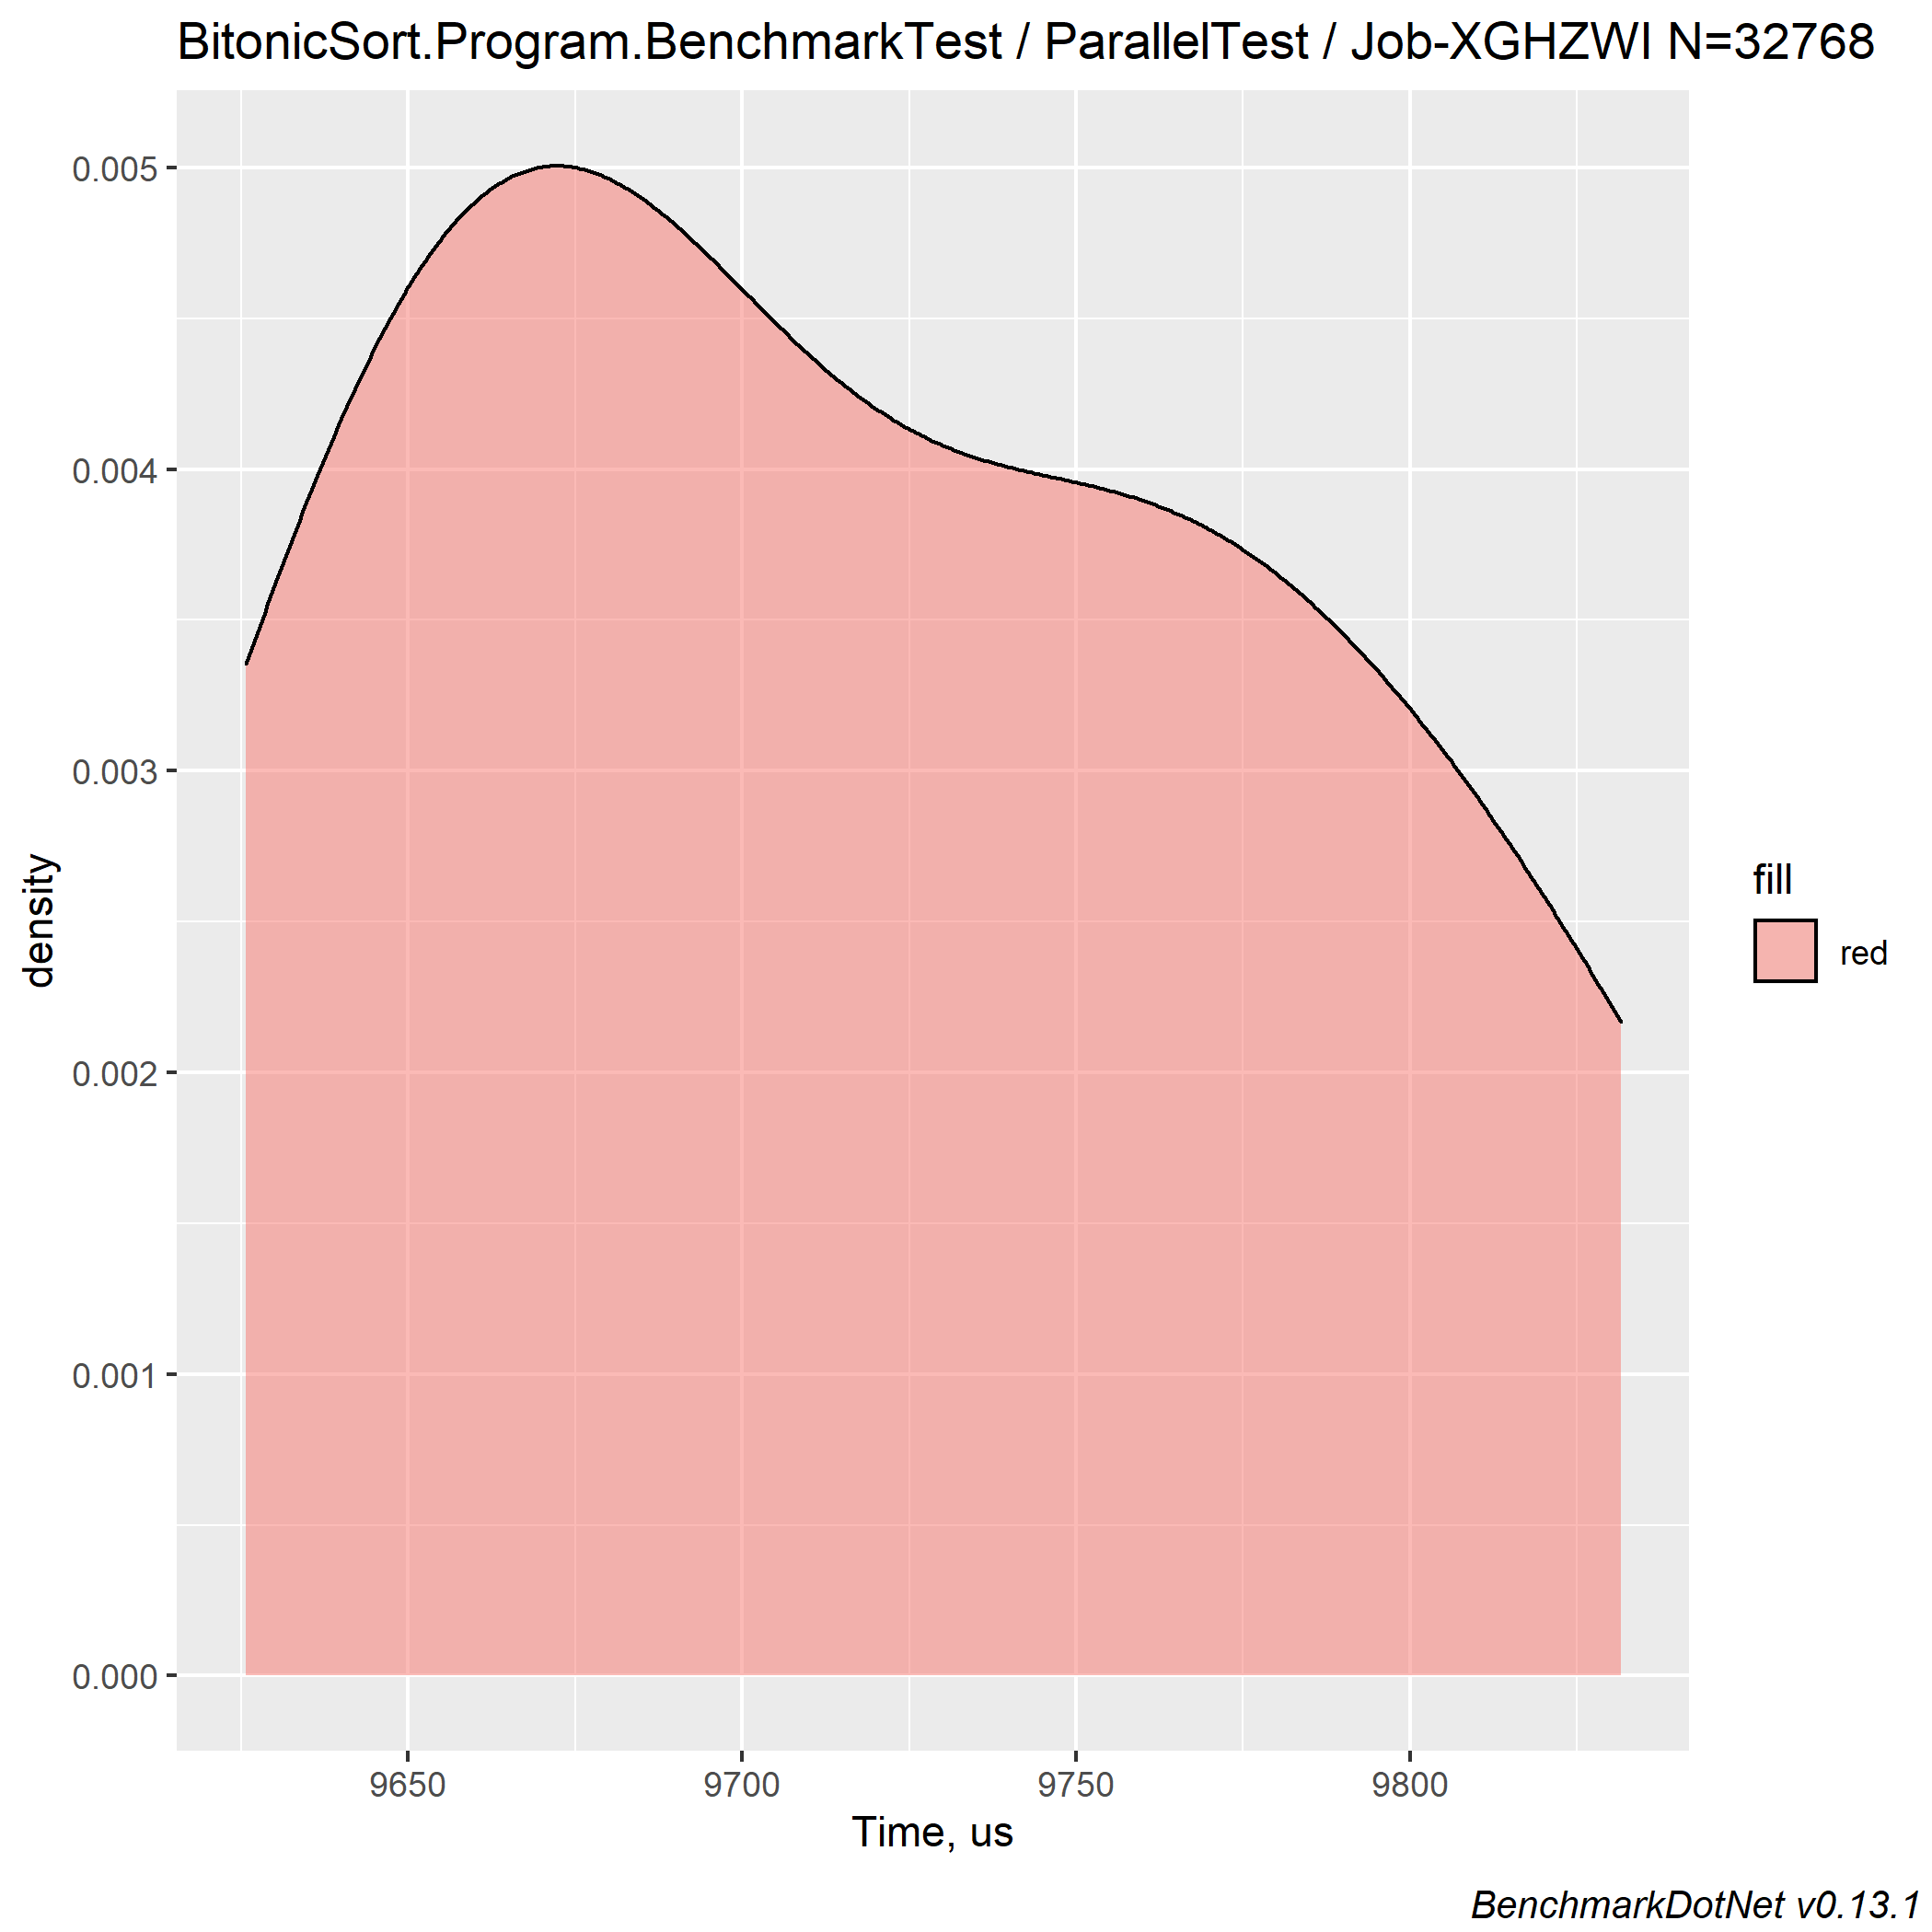 BitonicSort.Program.BenchmarkTest / ParallelTest / Job-XGHZWI N=32768
0.005
0.004
0.003
0.002
0.001
0.000
density
9650 9700 9750 9800
Time, us
fill
red
BenchmarkDotNet v0.13.1